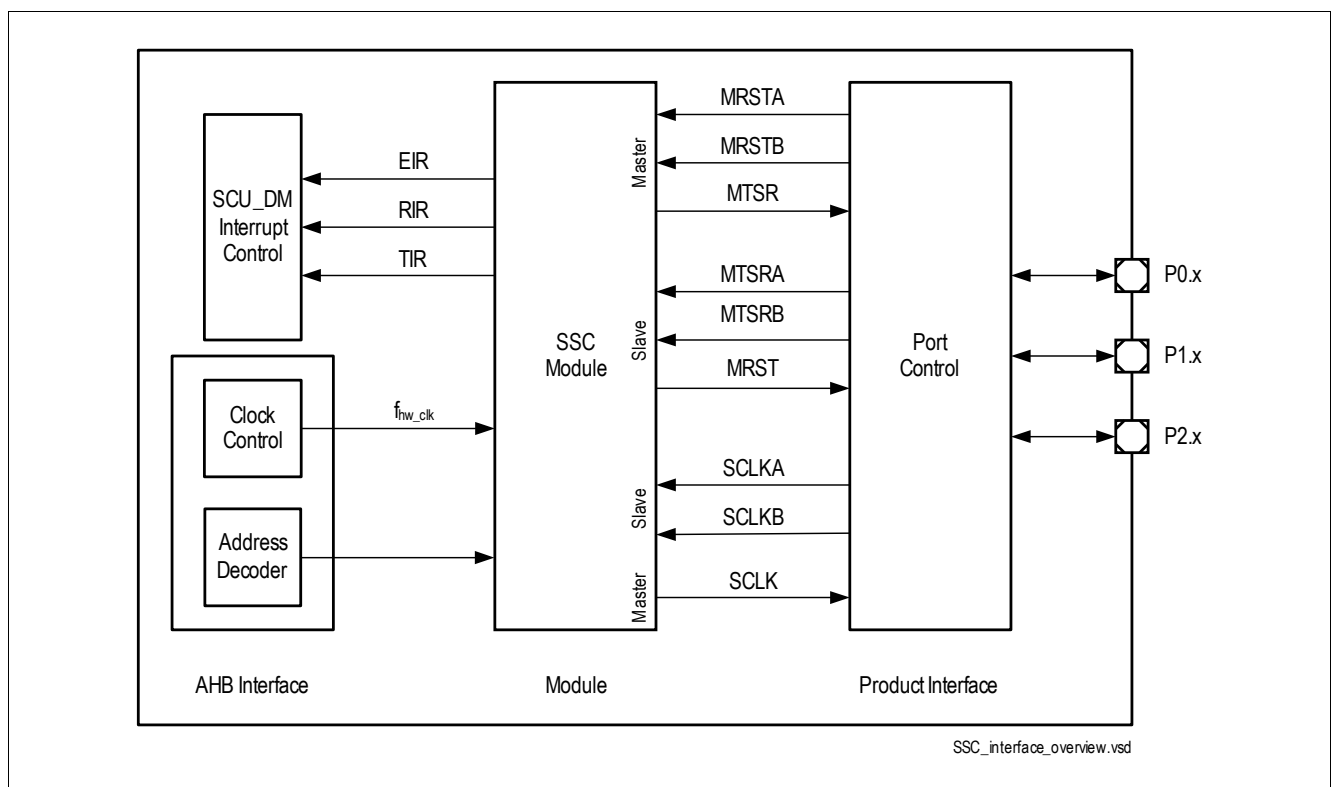 MRSTA
MRSTB
MTSR
Master
EIR
RIR
TIR
SCU_DM
Interrupt
Control
MTSRA
MTSRB
MRST
Slave
SSC
Module
Port
Control
P0.x
P1.x
P2.x
Clock
Control
fhw_clk
Address
Decoder
SCLKA
SCLKB
Slave
SCLK
Master
AHB Interface
Module
Product Interface
SSC_interface_overview.vsd